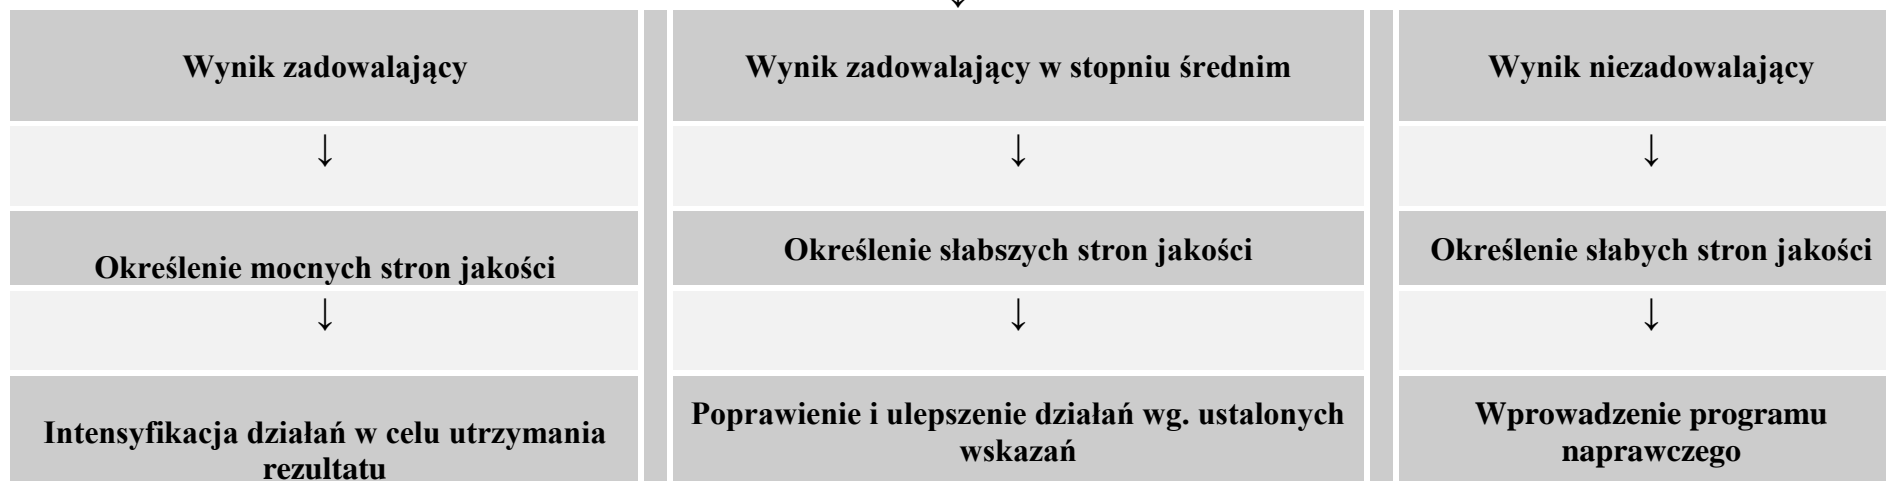 ↓
Wynik zadowalający
Wynik zadowalający w stopniu średnim
Wynik niezadowalający
↓
↓
↓
Określenie mocnych stron jakości
Określenie słabszych stron jakości
Określenie słabych stron jakości
↓
↓
↓
Intensyfikacja działań w celu utrzymania
rezultatu
Poprawienie i ulepszenie działań wg. ustalonych
wskazań
Wprowadzenie programu
naprawczego